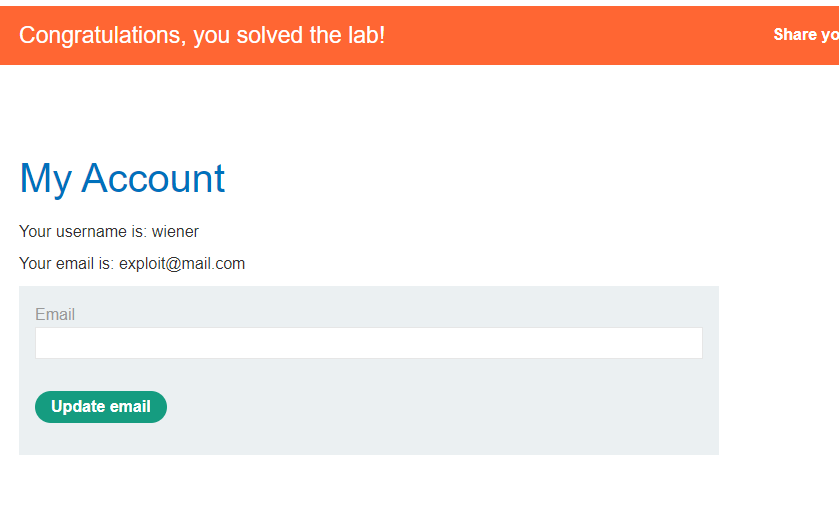 Congratulations, you solved the lab!
Share yo
My Account
Your username is: wiener
Your email is: exploit@mail.com
Email
Update email